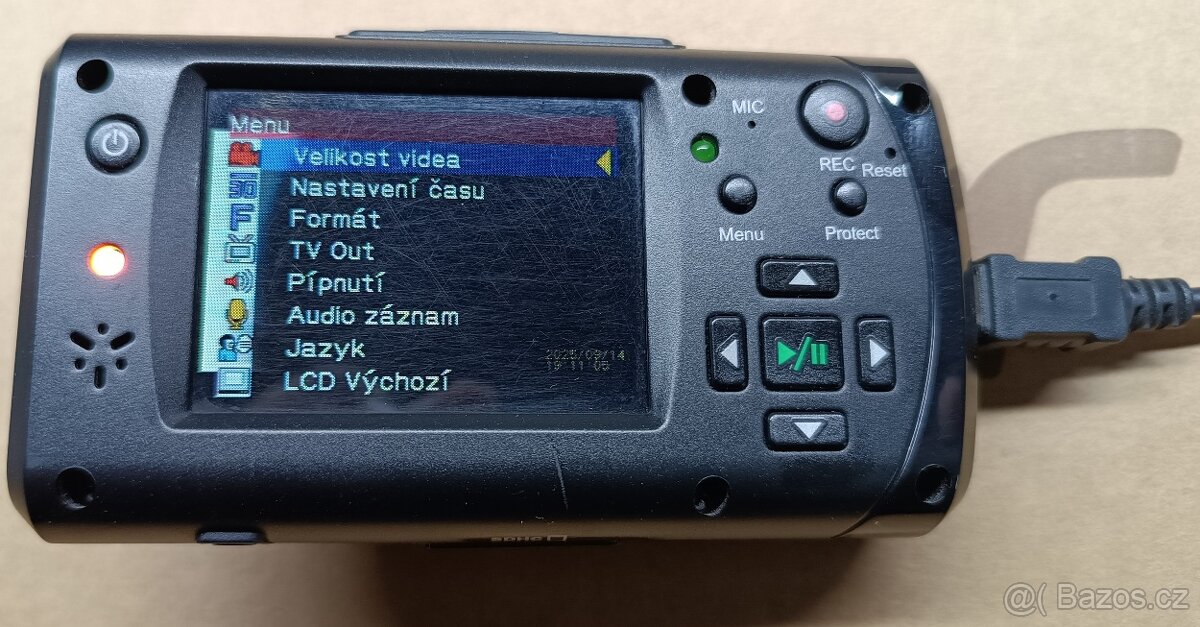 Menu
Velikost videa
Nastavení času
Formát
TV Out
Pípnutí
Audio záznam
Jazyk
LCD Výchozí
MIC
REC
Reset
Menu
Protect
@( Bazos.cz